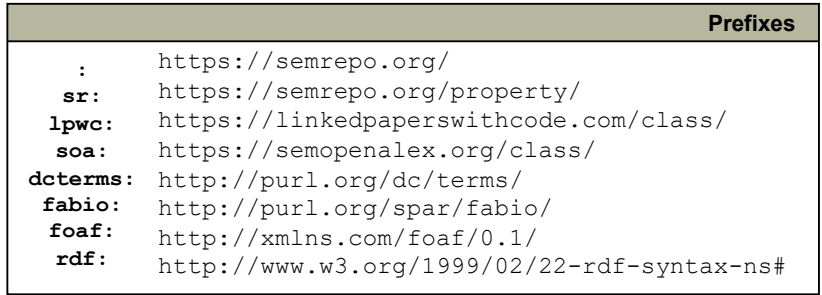 Prefixes
: https://semrepo.org/
sr: https://semrepo.org/property/
lpwc: https://linkedpaperswithcode.com/class/
soa: https://semopenalex.org/class/
dcterms: http://purl.org/dc/terms/
fabio: http://purl.org/spar/fabio/
foaf: http://xmlns.com/foaf/0.1/
rdf: http://www.w3.org/1999/02/22-rdf-syntax-ns#